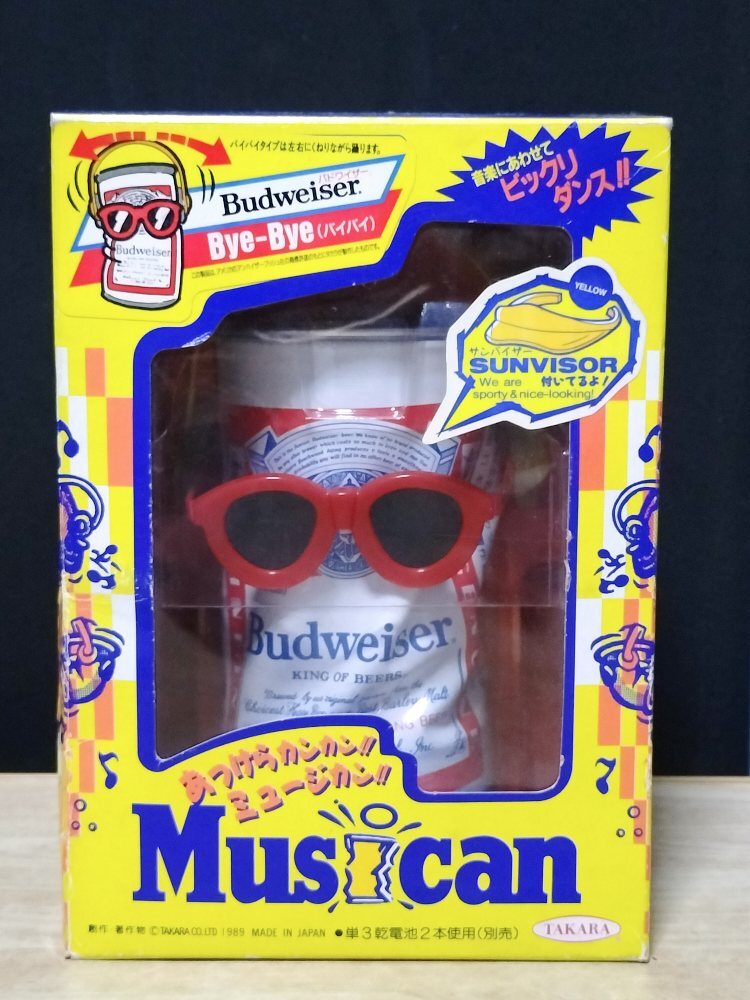 バイバイタイプは左右にくねりながら踊ります。
バドワイザー
Budweiser®
Bye-Bye(バイバイ)
音楽にあわせて
ビックリ
ダンス!!
YELLOW
サンバイザー
SUNVISOR
We are 付いてるよ!
sporty & nice-looking!
Budweiser
Budweiser®
KING OF BEERS®
あっけらカンカン!!
ミュージカン!!
Musican
創作 著作物 ©TAKARA CO.,LTD 1989 MADE IN JAPAN ●単3乾電池2本使用(別売)
TAKARA